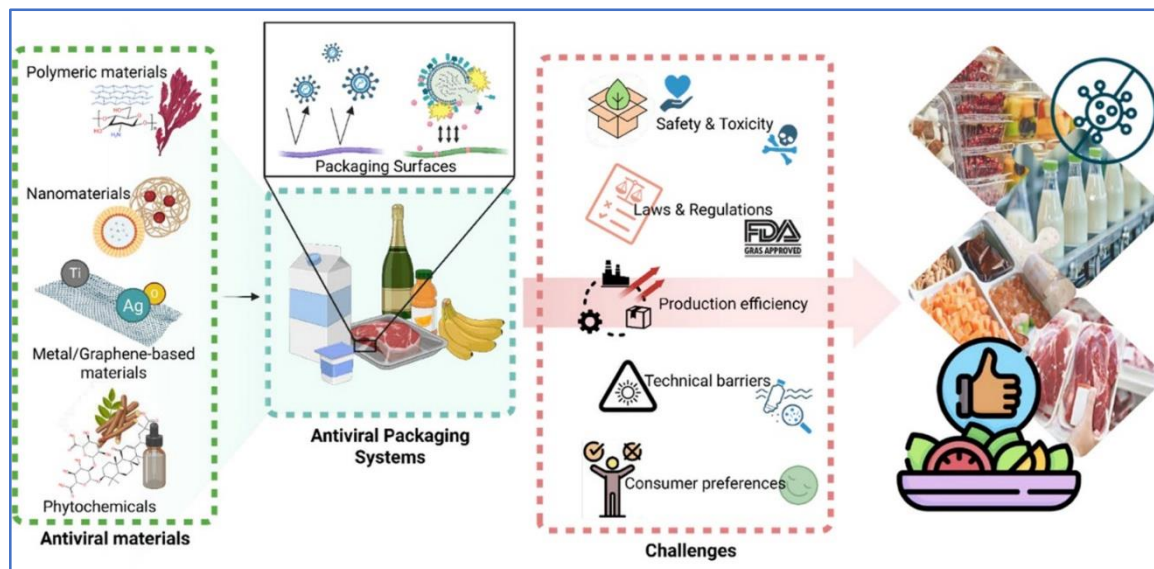 Polymeric materials
Nanomaterials
Ti
Ag
Metal/Graphene-based
materials
Phytochemicals
Antiviral materials
Packaging Surfaces
Antiviral Packaging
Systems
Safety & Toxicity
Laws & Regulations
FDA
GRAS APPROVED
Production efficiency
Technical barriers
Consumer preferences
Challenges